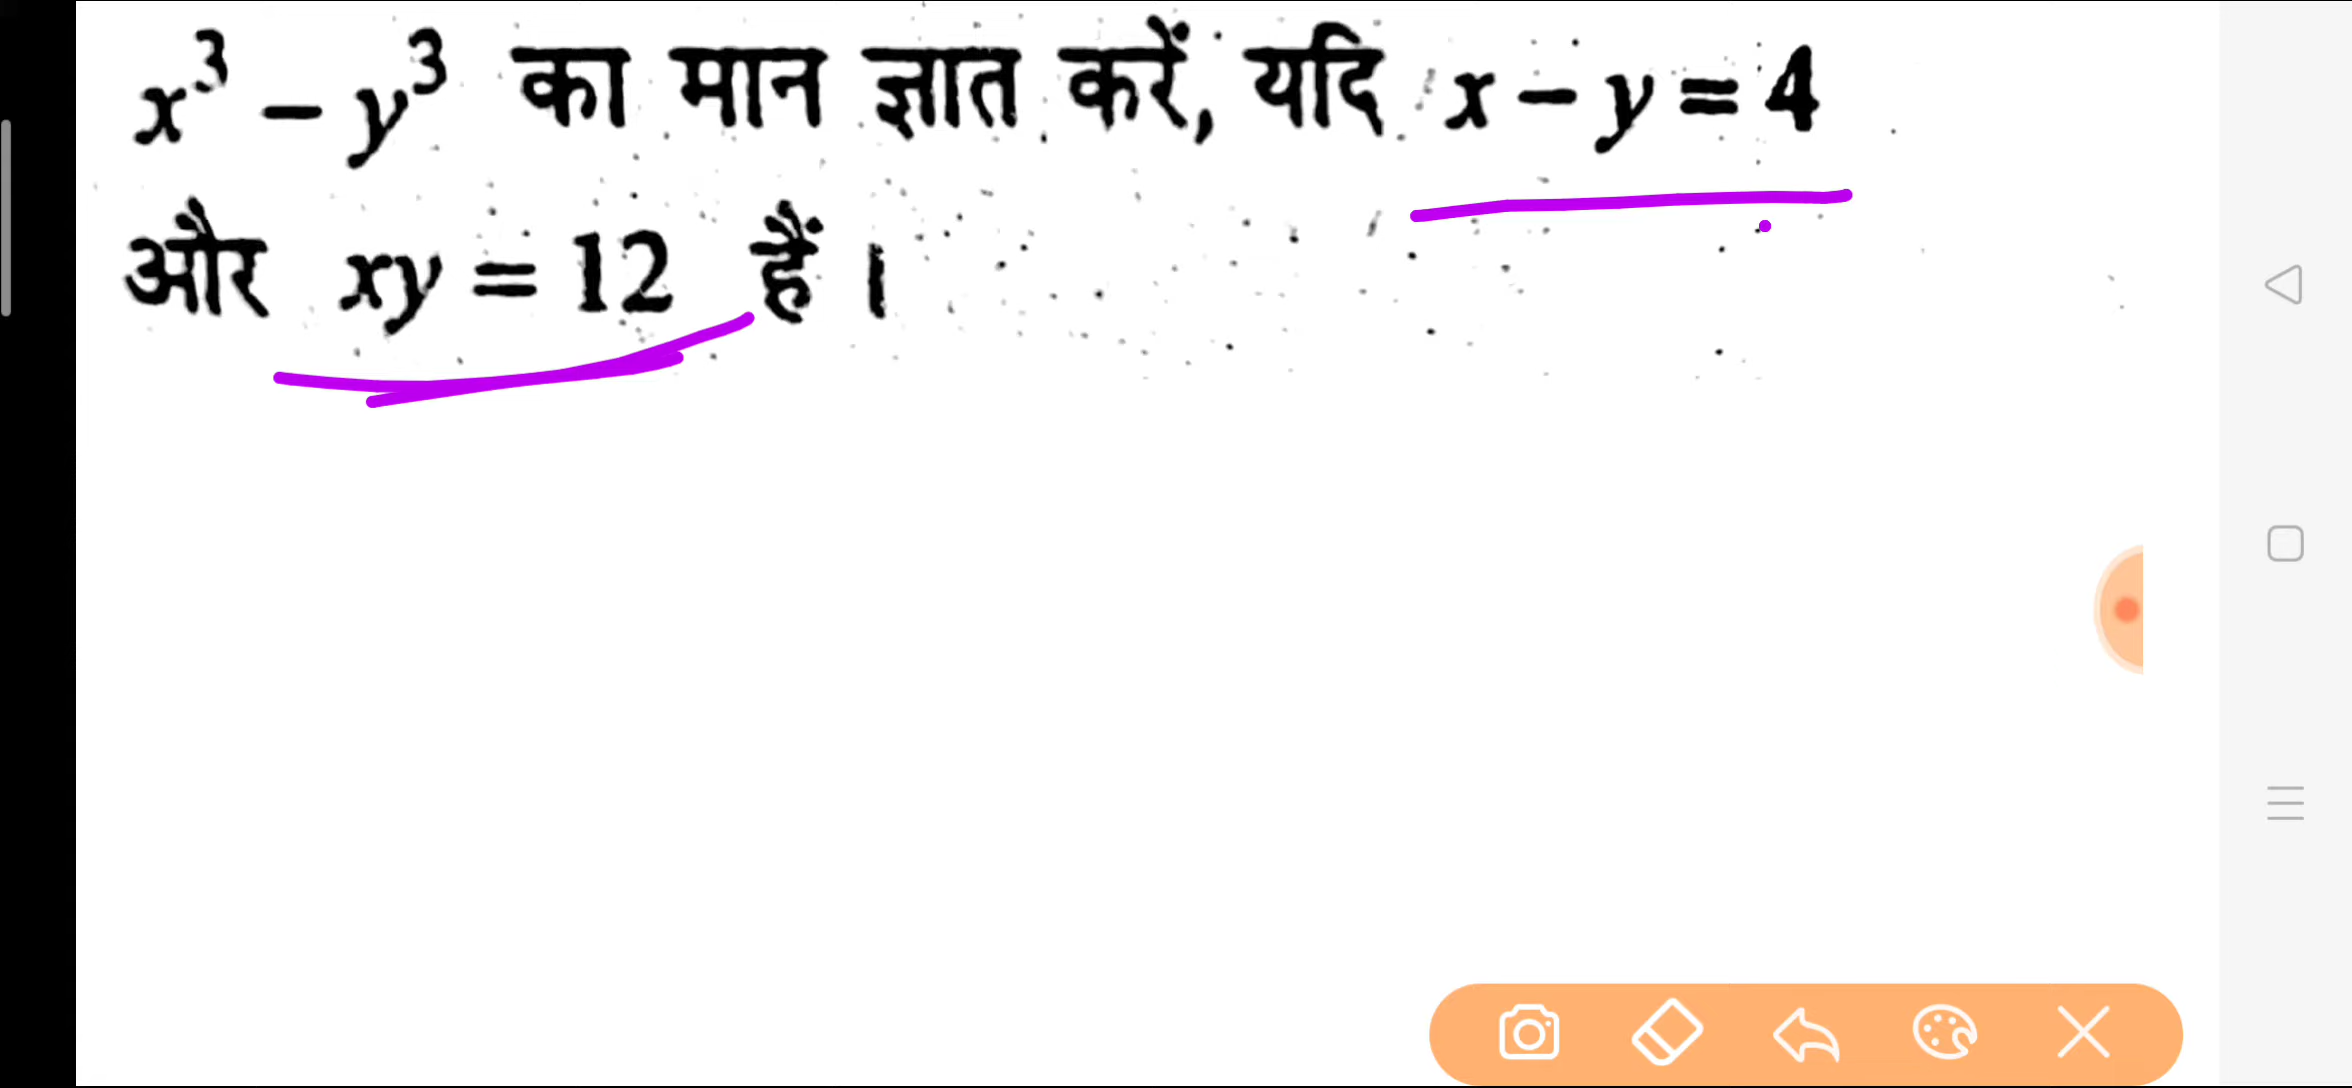 x³ – y³ का मान ज्ञात करें, यदि x – y = 4
और xy = 12 हैं ।